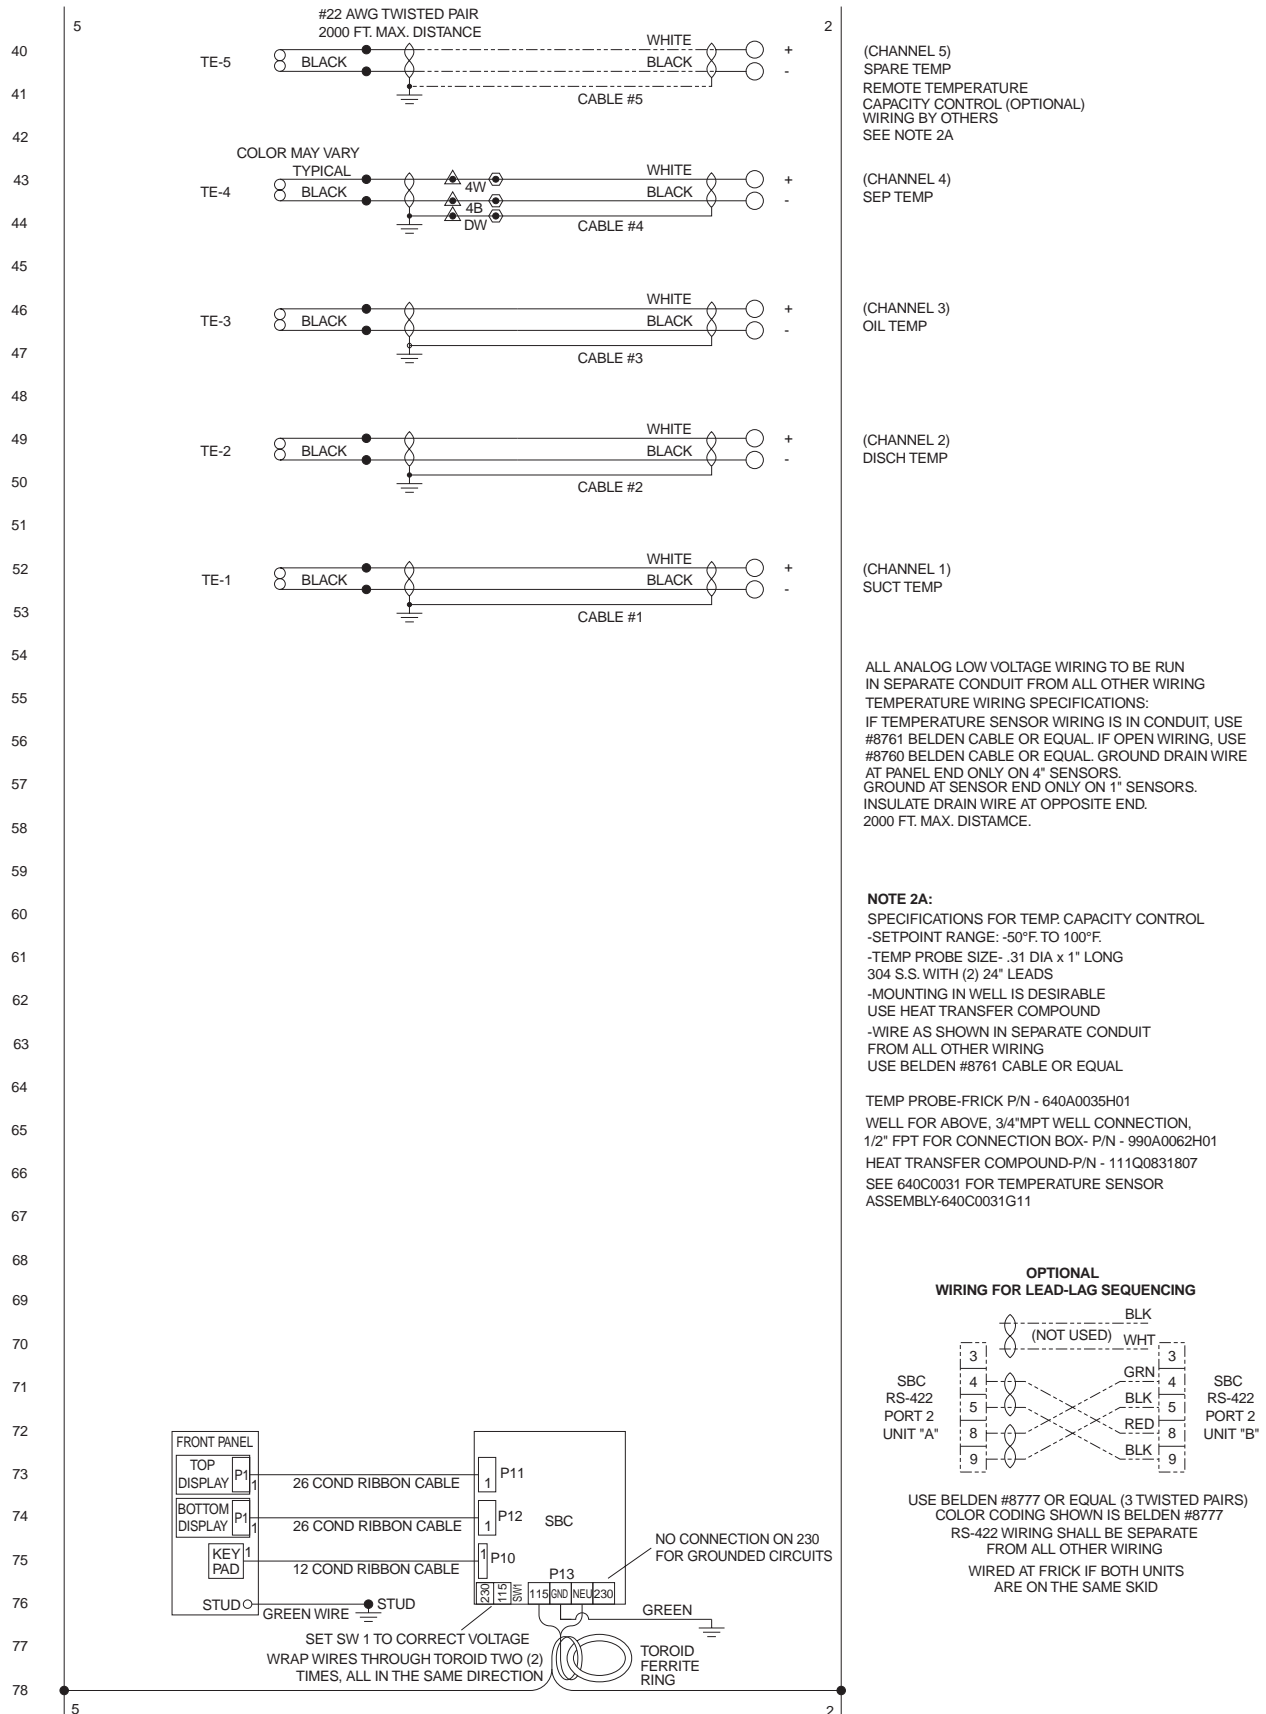 5
#22 AWG TWISTED PAIR
2000 FT. MAX. DISTANCE
2
40
TE-5
BLACK
WHITE
BLACK
+
-
(CHANNEL 5)
SPARE TEMP
41
CABLE #5
REMOTE TEMPERATURE
CAPACITY CONTROL (OPTIONAL)
WIRING BY OTHERS
42
SEE NOTE 2A
COLOR MAY VARY
TYPICAL
43
TE-4
BLACK
4W
4B
DW
WHITE
BLACK
+
-
(CHANNEL 4)
SEP TEMP
44
CABLE #4
45
46
TE-3
BLACK
WHITE
BLACK
+
-
(CHANNEL 3)
OIL TEMP
47
CABLE #3
48
49
TE-2
BLACK
WHITE
BLACK
+
-
(CHANNEL 2)
DISCH TEMP
50
CABLE #2
51
52
TE-1
BLACK
WHITE
BLACK
+
-
(CHANNEL 1)
SUCT TEMP
53
CABLE #1
54
ALL ANALOG LOW VOLTAGE WIRING TO BE RUN
IN SEPARATE CONDUIT FROM ALL OTHER WIRING
55
TEMPERATURE WIRING SPECIFICATIONS:
IF TEMPERATURE SENSOR WIRING IS IN CONDUIT, USE
56
#8761 BELDEN CABLE OR EQUAL. IF OPEN WIRING, USE
#8760 BELDEN CABLE OR EQUAL. GROUND DRAIN WIRE
AT PANEL END ONLY ON 4" SENSORS.
57
GROUND AT SENSOR END ONLY ON 1" SENSORS.
INSULATE DRAIN WIRE AT OPPOSITE END.
58
2000 FT. MAX. DISTAMCE.
59
NOTE 2A:
60
SPECIFICATIONS FOR TEMP. CAPACITY CONTROL
-SETPOINT RANGE: -50°F. TO 100°F.
61
-TEMP PROBE SIZE- .31 DIA x 1" LONG
304 S.S. WITH (2) 24" LEADS
62
-MOUNTING IN WELL IS DESIRABLE
USE HEAT TRANSFER COMPOUND
63
-WIRE AS SHOWN IN SEPARATE CONDUIT
FROM ALL OTHER WIRING
USE BELDEN #8761 CABLE OR EQUAL
64
TEMP PROBE-FRICK P/N - 640A0035H01
65
WELL FOR ABOVE, 3/4"MPT WELL CONNECTION,
1/2" FPT FOR CONNECTION BOX- P/N - 990A0062H01
66
HEAT TRANSFER COMPOUND-P/N - 111Q0831807
SEE 640C0031 FOR TEMPERATURE SENSOR
ASSEMBLY-640C0031G11
67
68
69
OPTIONAL
WIRING FOR LEAD-LAG SEQUENCING
70
(NOT USED)
BLK
WHT
71
SBC
RS-422
PORT 2
UNIT "A"
3
4
5
8
9
GRN
BLK
RED
BLK
3
4
5
8
9
SBC
RS-422
PORT 2
UNIT "B"
USE BELDEN #8777 OR EQUAL (3 TWISTED PAIRS)
COLOR CODING SHOWN IS BELDEN #8777
RS-422 WIRING SHALL BE SEPARATE
FROM ALL OTHER WIRING
WIRED AT FRICK IF BOTH UNITS
ARE ON THE SAME SKID
72
FRONT PANEL
73
TOP
DISPLAY
P1
1
26 COND RIBBON CABLE
1
P11
74
BOTTOM
DISPLAY
P1
1
26 COND RIBBON CABLE
1
P12
SBC
75
KEY
PAD
1
12 COND RIBBON CABLE
1
P10
NO CONNECTION ON 230
FOR GROUNDED CIRCUITS
P13
230
115
SW1
115
GND
NEU
230
76
STUD
GREEN WIRE
STUD
GREEN
77
SET SW 1 TO CORRECT VOLTAGE
WRAP WIRES THROUGH TOROID TWO (2)
TIMES, ALL IN THE SAME DIRECTION
TOROID
FERRITE
RING
78
5
2